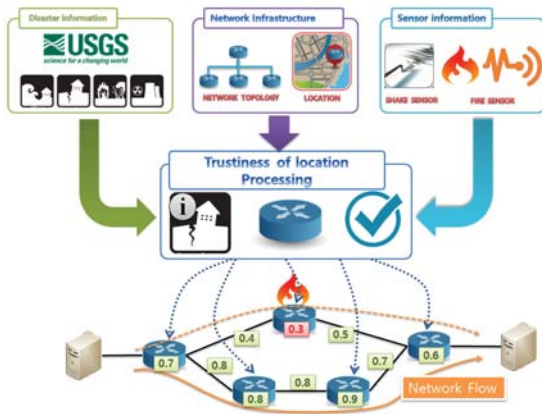 Disaster Information
USGS
science for a changing world
Network Infrastructure
NETWORK TOPOLOGY
LOCATION
Sensor information
SHAKE SENSOR
FIRE SENSOR
Trustiness of location
Processing
i
0.3
0.4
0.5
0.7
0.6
0.8
0.7
0.8
0.8
0.9
Network Flow